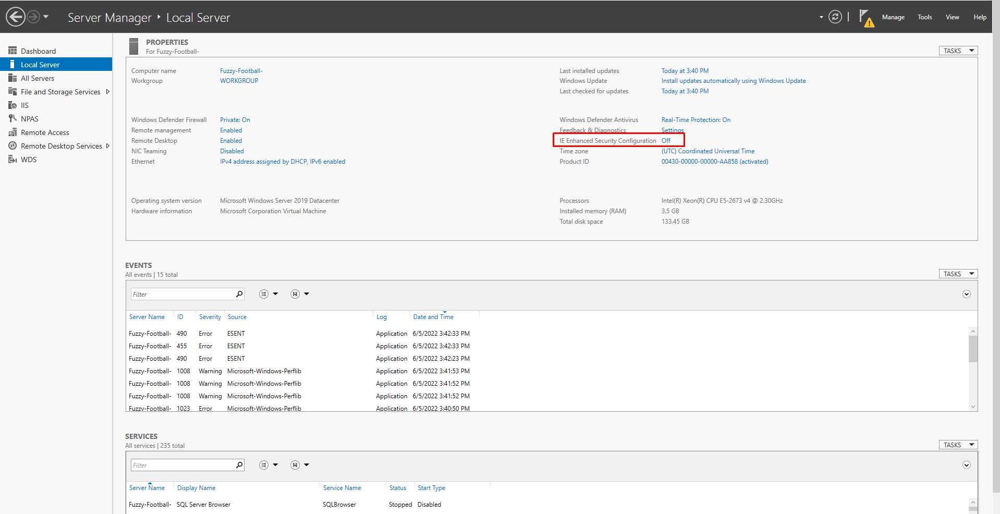 Server Manager ‣ Local Server
Manage Tools View Help
Dashboard
Local Server
All Servers
File and Storage Services
IIS
NPAS
Remote Access
Remote Desktop Services
WDS
PROPERTIES
For Fuzzy-Football-
TASKS
Computer name Fuzzy-Football-
Workgroup WORKGROUP
Last installed updates Today at 3:40 PM
Windows Update Install updates automatically using Windows Update
Last checked for updates Today at 3:40 PM
Windows Defender Firewall Private: On
Remote management Enabled
Remote Desktop Enabled
NIC Teaming Disabled
Ethernet IPv4 address assigned by DHCP, IPv6 enabled
Windows Defender Antivirus Real-Time Protection: On
Feedback & Diagnostics Settings
IE Enhanced Security Configuration Off
Time zone (UTC) Coordinated Universal Time
Product ID 00430-00000-00000-AA858 (activated)
Operating system version Microsoft Windows Server 2019 Datacenter
Hardware information Microsoft Corporation Virtual Machine
Processors Intel(R) Xeon(R) CPU E5-2673 v4 @ 2.30GHz
Installed memory (RAM) 3.5 GB
Total disk space 133.45 GB
EVENTS
All events | 15 total
TASKS
Filter
Server Name ID Severity Source Log Date and Time
Fuzzy-Football- 490 Error ESENT Application 6/5/2022 3:42:33 PM
Fuzzy-Football- 455 Error ESENT Application 6/5/2022 3:42:33 PM
Fuzzy-Football- 490 Error ESENT Application 6/5/2022 3:42:23 PM
Fuzzy-Football- 1008 Warning Microsoft-Windows-Perflib Application 6/5/2022 3:41:53 PM
Fuzzy-Football- 1008 Warning Microsoft-Windows-Perflib Application 6/5/2022 3:41:52 PM
Fuzzy-Football- 1008 Warning Microsoft-Windows-Perflib Application 6/5/2022 3:41:52 PM
Fuzzy-Football- 1023 Error Microsoft-Windows-Perflib Application 6/5/2022 3:40:50 PM
SERVICES
All services | 235 total
TASKS
Filter
Server Name Display Name Service Name Status Start Type
Fuzzy-Football- SQL Server Browser SQLBrowser Stopped Disabled